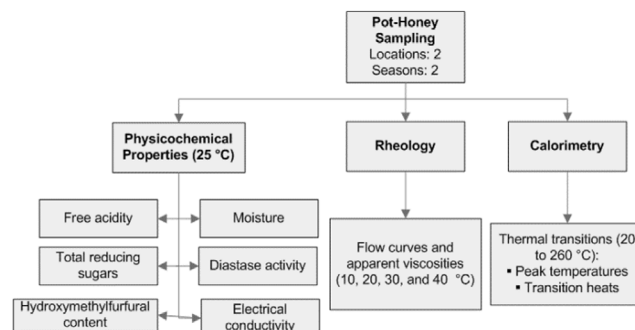 Pot-Honey
Sampling
Locations: 2
Seasons: 2
Physicochemical
Properties (25 °C)
Rheology
Calorimetry
Free acidity
Moisture
Total reducing
sugars
Diastase activity
Hydroxymethylfurfural
content
Electrical
conductivity
Flow curves and
apparent viscosities
(10, 20, 30, and 40 °C)
Thermal transitions (20
to 260 °C):
▪ Peak temperatures
▪ Transition heats